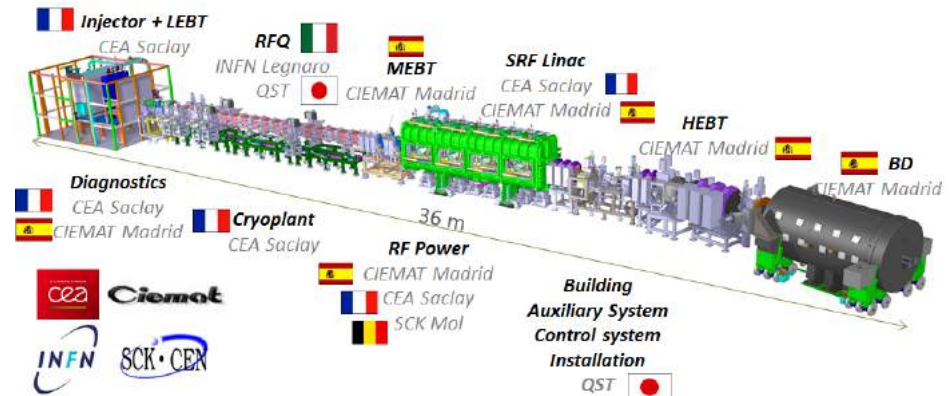 Injector + LEBT
CEA Saclay
RFQ
INFN Legnaro
QST
MEBT
CIEMAT Madrid
SRF Linac
CEA Saclay
CIEMAT Madrid
HEBT
CIEMAT Madrid
BD
CIEMAT Madrid
Diagnostics
CEA Saclay
CIEMAT Madrid
Cryoplant
CEA Saclay
36 m
RF Power
CIEMAT Madrid
CEA Saclay
SCK Mol
Building
Auxiliary System
Control system
Installation
QST
cea
Ciemat
INFN
SCK•CEN